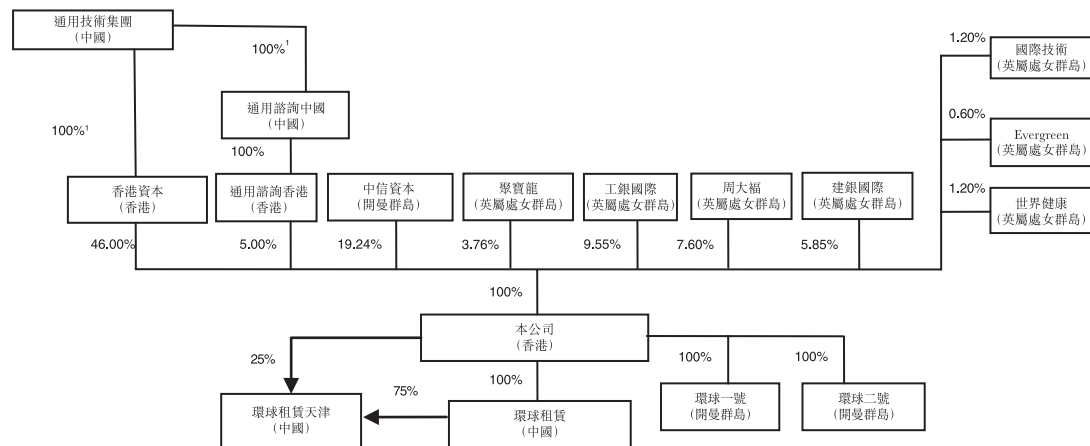 通用技術集團
(中國)
100%¹
100%¹
通用諮詢中國
(中國)
100%
1.20%
國際技術
(英屬處女群島)
0.60%
Evergreen
(英屬處女群島)
1.20%
世界健康
(英屬處女群島)
香港資本
(香港)
通用諮詢香港
(香港)
中信資本
(開曼群島)
聚寶龍
(英屬處女群島)
工銀國際
(英屬處女群島)
周大福
(英屬處女群島)
建銀國際
(英屬處女群島)
46.00%
5.00%
19.24%
3.76%
9.55%
7.60%
5.85%
100%
本公司
(香港)
25%
75%
100%
100%
100%
環球租賃天津
(中國)
環球租賃
(中國)
環球一號
(開曼群島)
環球二號
(開曼群島)